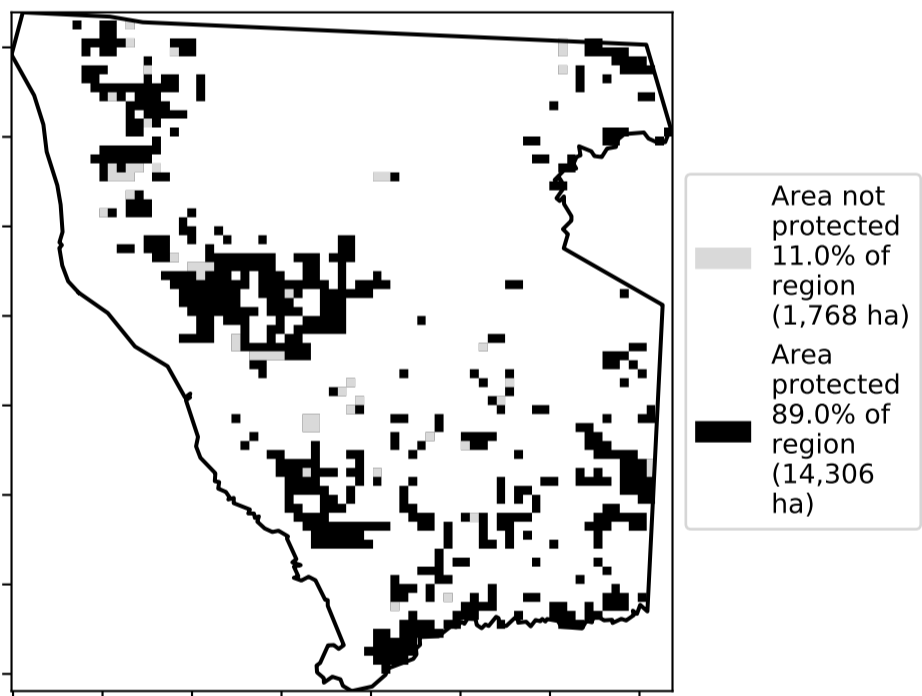 Area not
protected
11.0% of
region
(1,768 ha)
Area
protected
89.0% of
region
(14,306
ha)